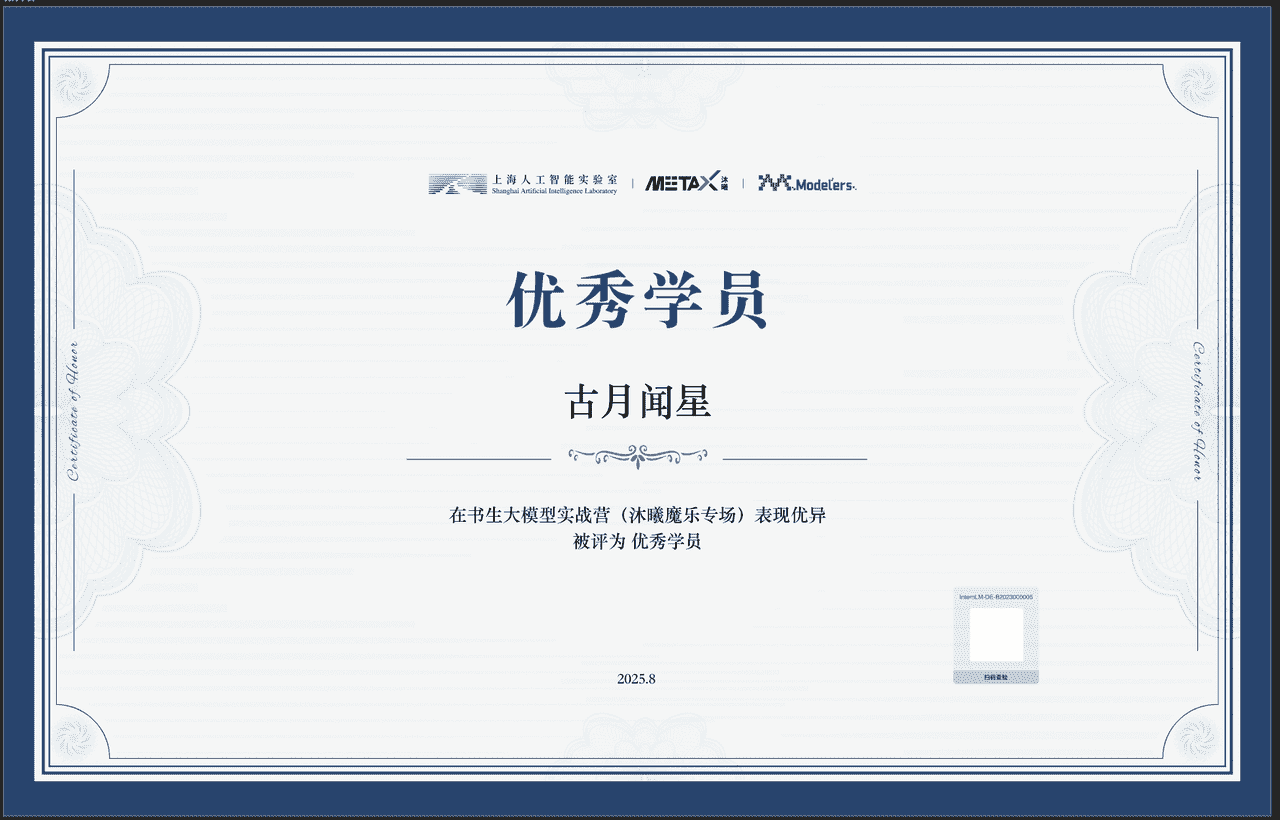 上海人工智能实验室
Shanghai Artificial Intelligence Laboratory
METAX 沐曦
Modelers
优秀学员
古月闻星
在书生大模型实战营（沐曦魔乐专场）表现优异
被评为 优秀学员
Certificate of Honor
Certificate of Honor
InternLM-DE-B2023009006
扫码查验
2025.8